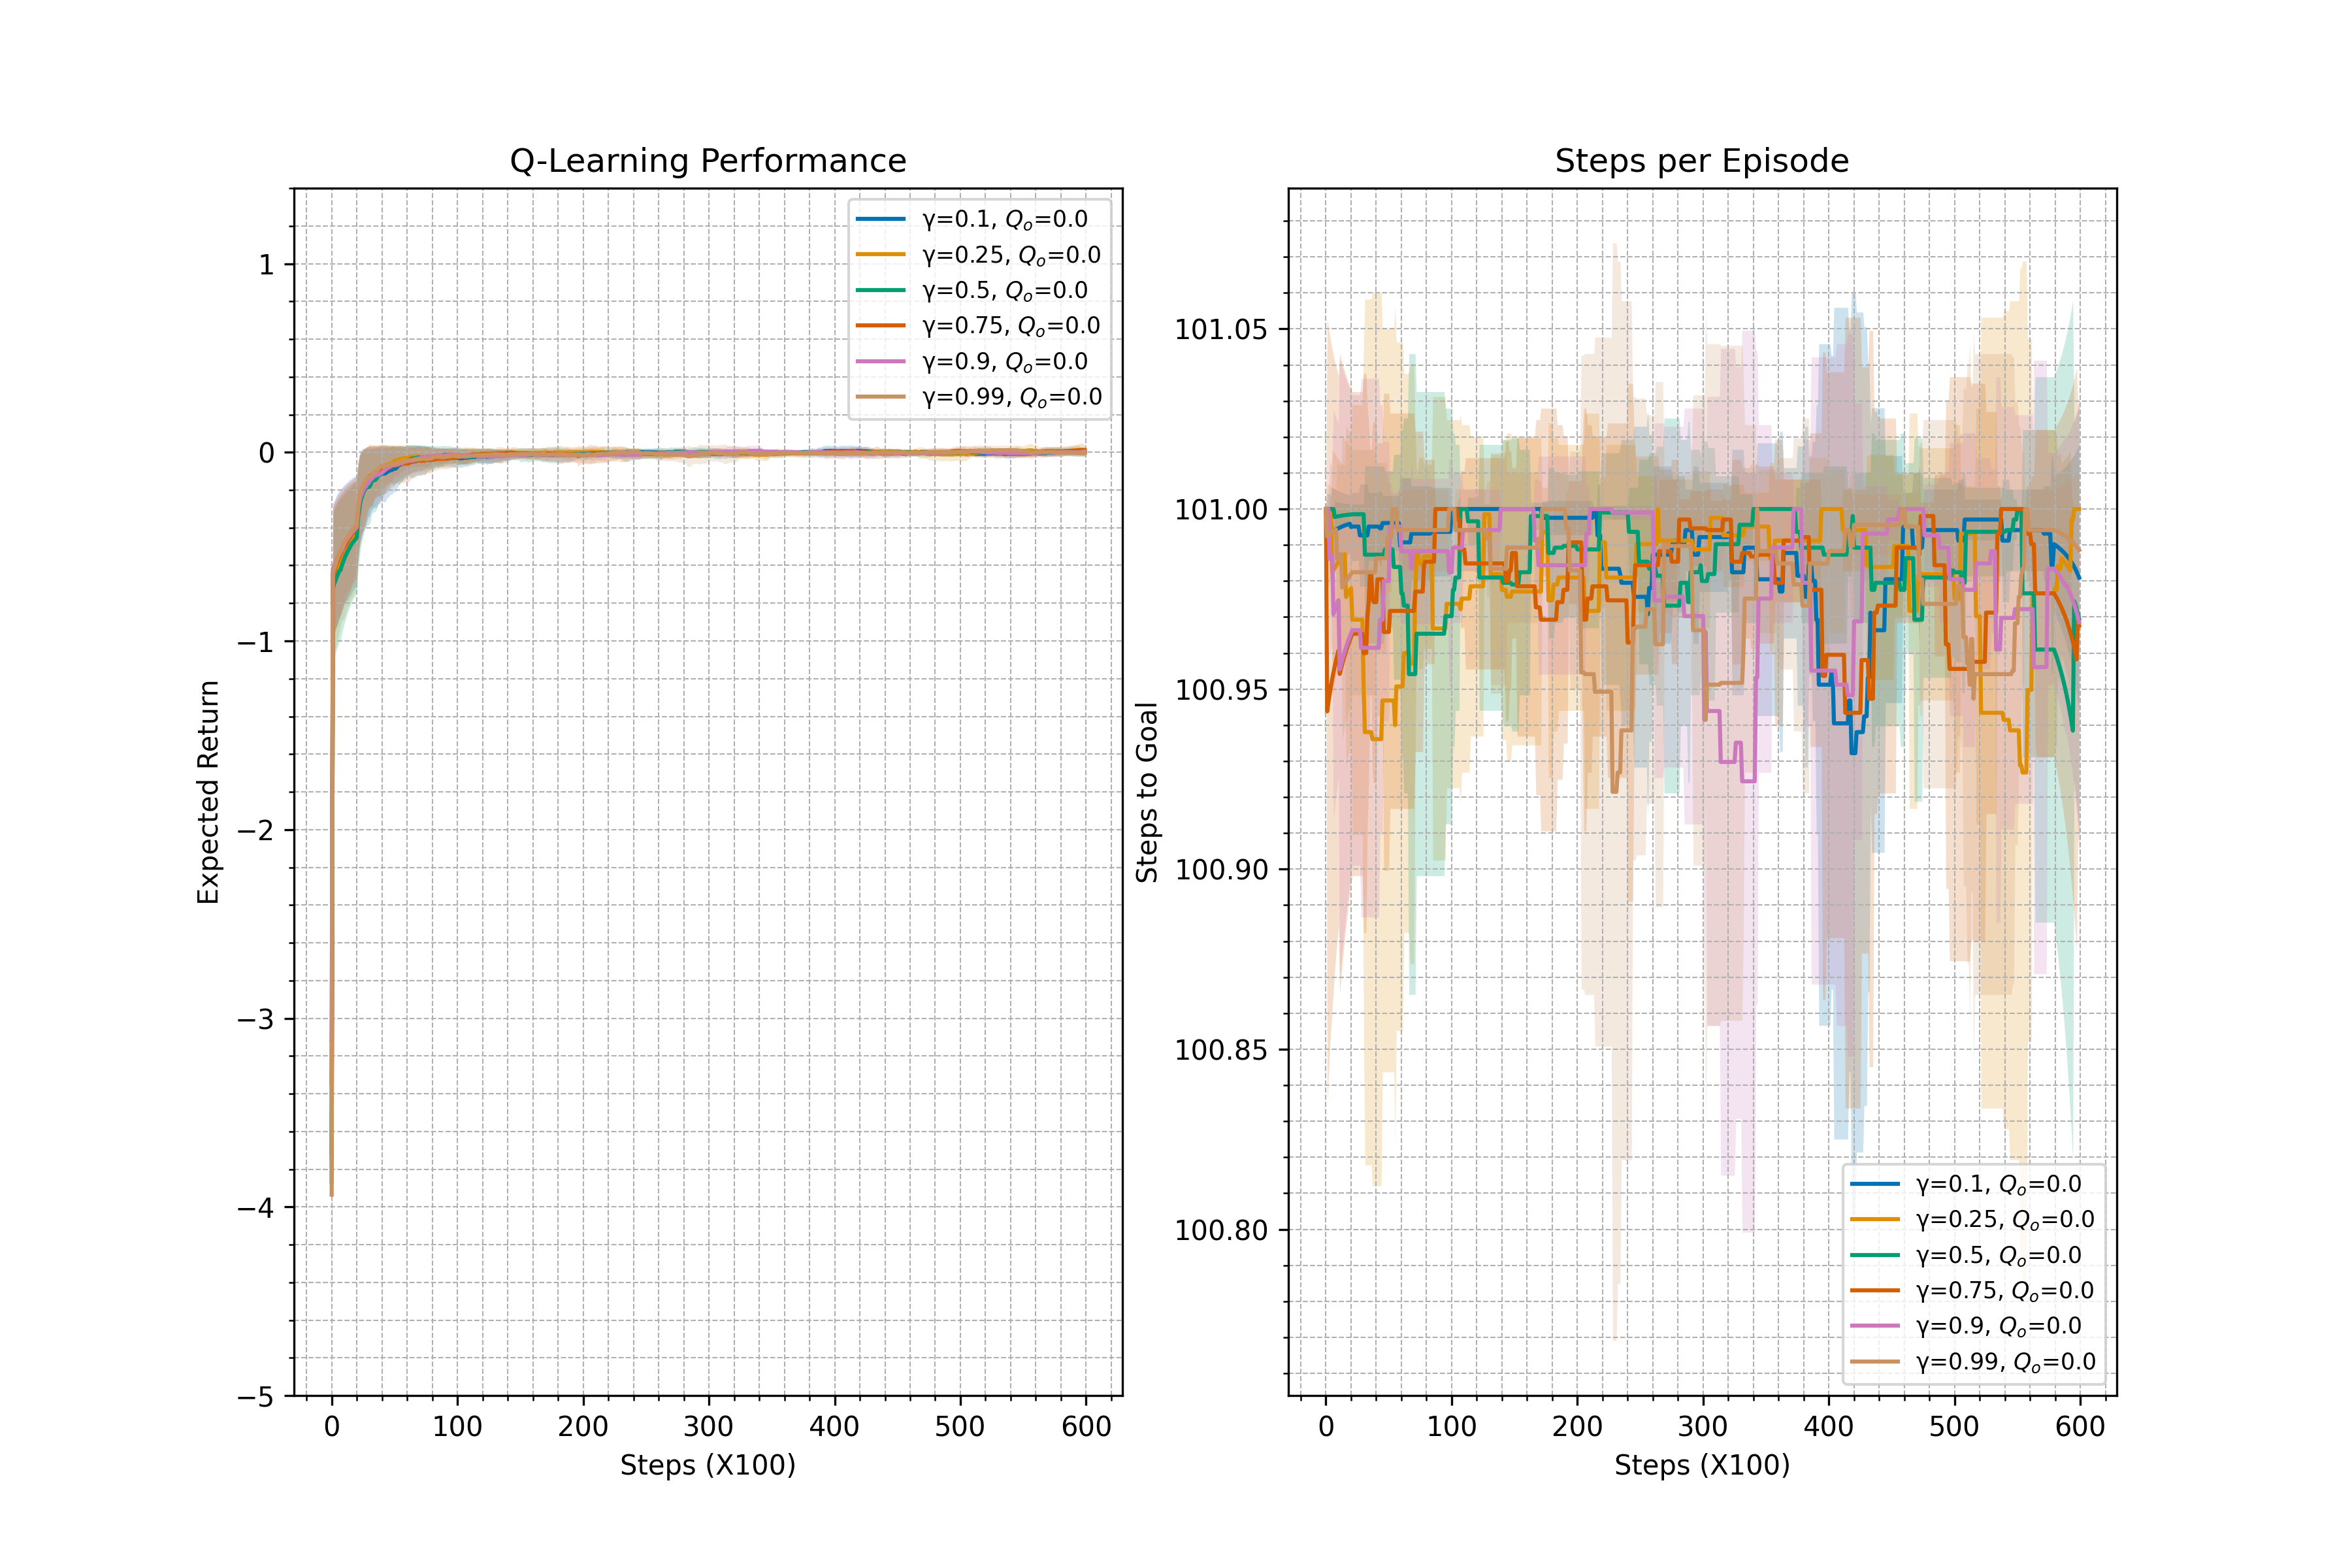 Q-Learning Performance
Expected Return
1
0
−1
−2
−3
−4
−5
0 100 200 300 400 500 600
Steps (X100)
γ=0.1, Qₒ=0.0
γ=0.25, Qₒ=0.0
γ=0.5, Qₒ=0.0
γ=0.75, Qₒ=0.0
γ=0.9, Qₒ=0.0
γ=0.99, Qₒ=0.0
Steps per Episode
Steps to Goal
101.05
101.00
100.95
100.90
100.85
100.80
0 100 200 300 400 500 600
Steps (X100)
γ=0.1, Qₒ=0.0
γ=0.25, Qₒ=0.0
γ=0.5, Qₒ=0.0
γ=0.75, Qₒ=0.0
γ=0.9, Qₒ=0.0
γ=0.99, Qₒ=0.0